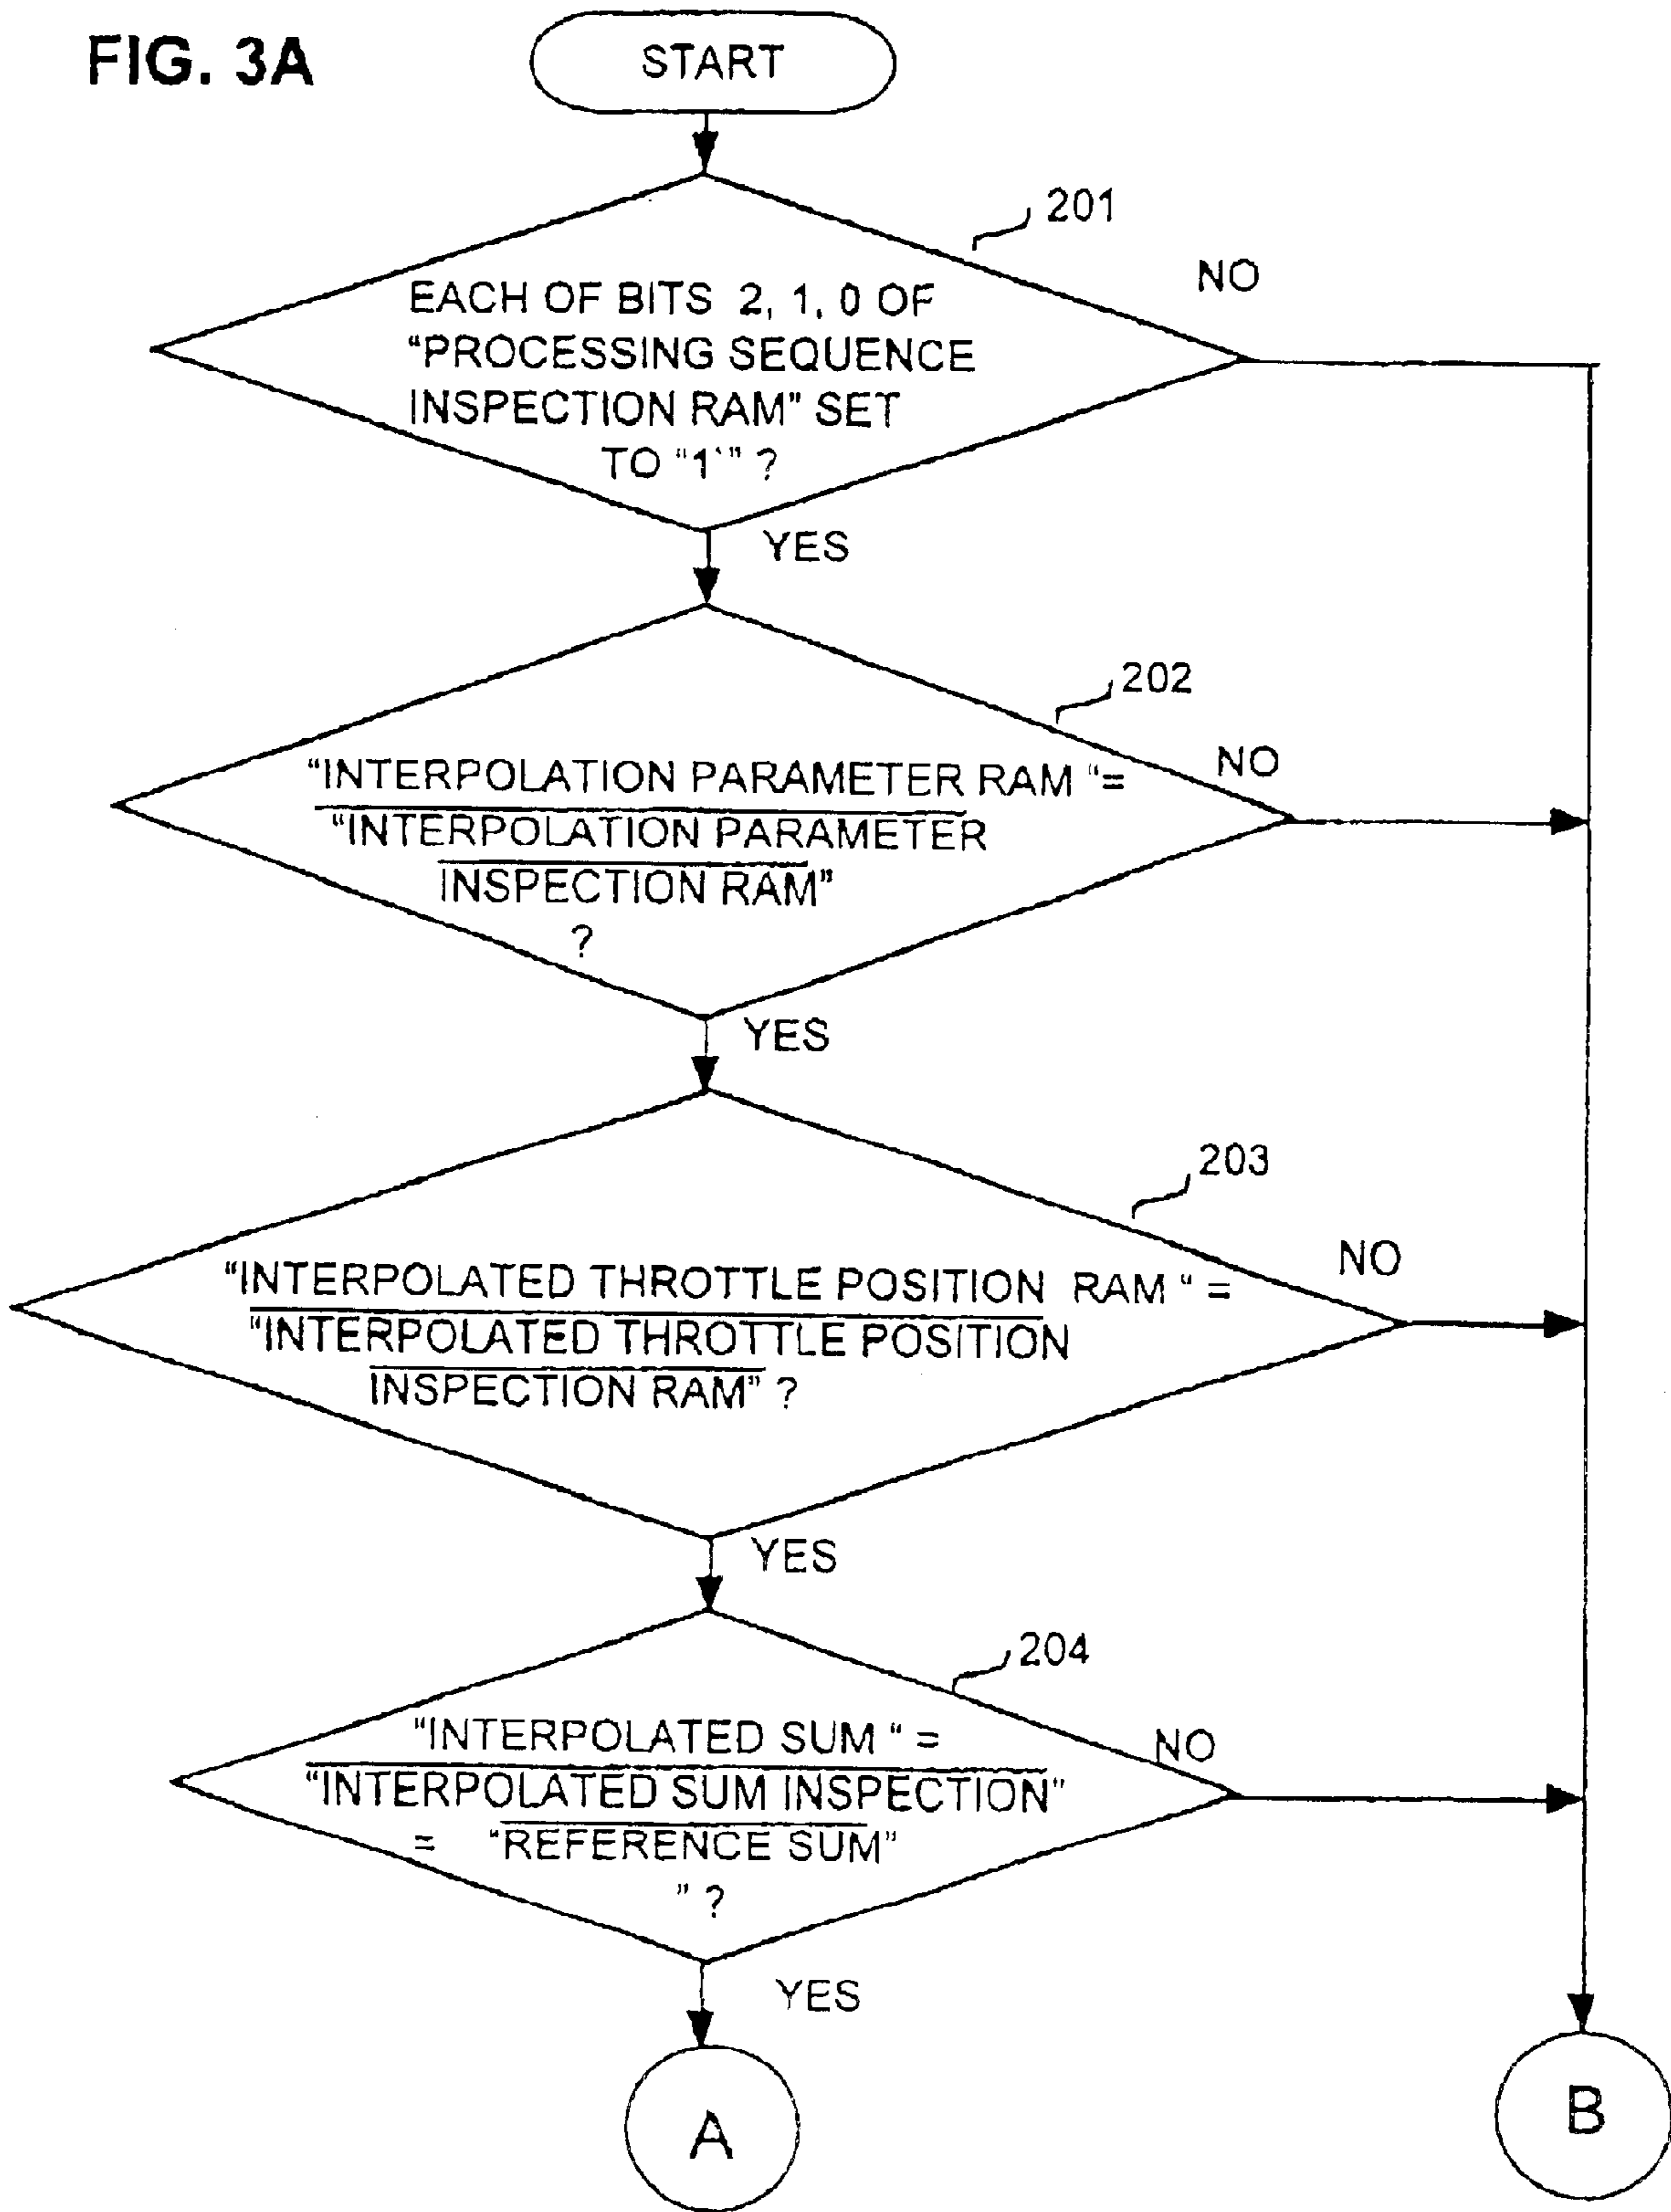 FIG. 3A
START
201
NO
EACH OF BITS 2, 1, 0 OF
"PROCESSING SEQUENCE
INSPECTION RAM" SET
TO "1'" ?
YES
202
NO
"INTERPOLATION PARAMETER RAM "=
"INTERPOLATION PARAMETER
INSPECTION RAM"
?
YES
203
NO
"INTERPOLATED THROTTLE POSITION RAM " =
"INTERPOLATED THROTTLE POSITION
INSPECTION RAM" ?
YES
204
NO
"INTERPOLATED SUM " =
"INTERPOLATED SUM INSPECTION"
= "REFERENCE SUM"
" ?
YES
A
B